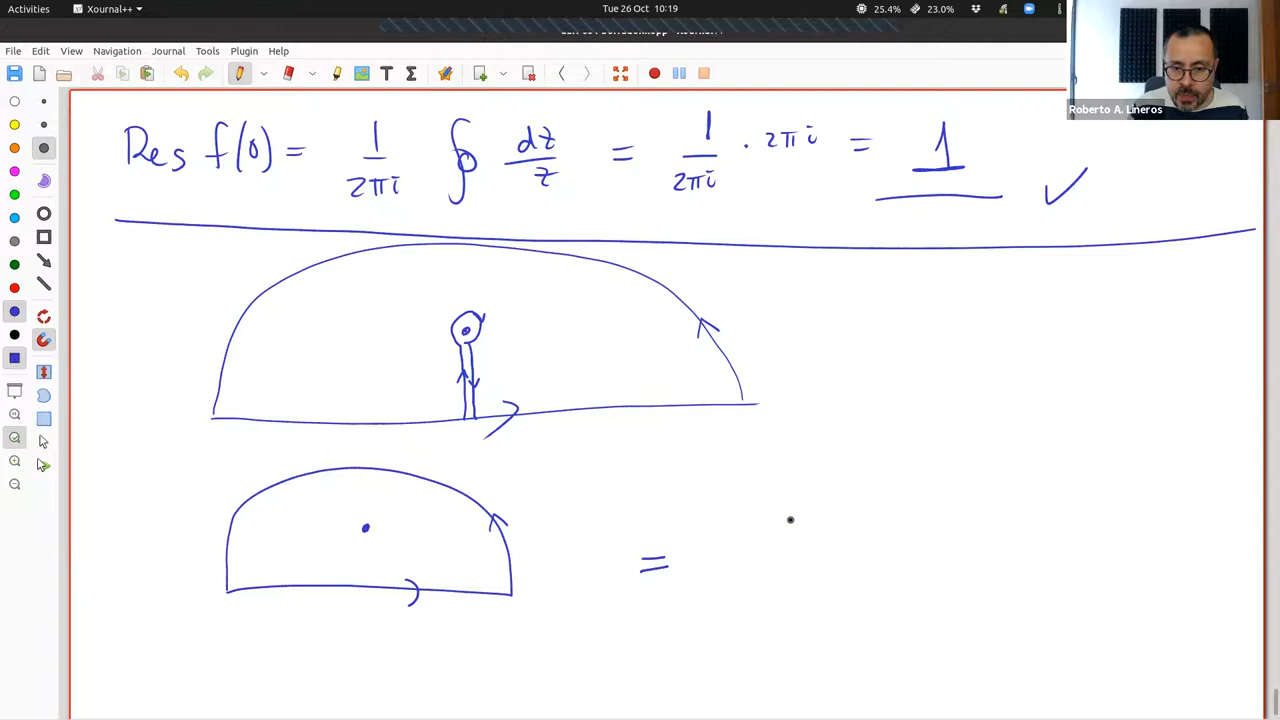 Activities Xournal++ Tue 26 Oct 10:19 25.4% 23.0%
File Edit View Navigation Journal Tools Plugin Help
Roberto A. Lineros
Res f(0) = 1/2πi ∮ dz/z = 1/2πi · 2πi = 1 ✓
=